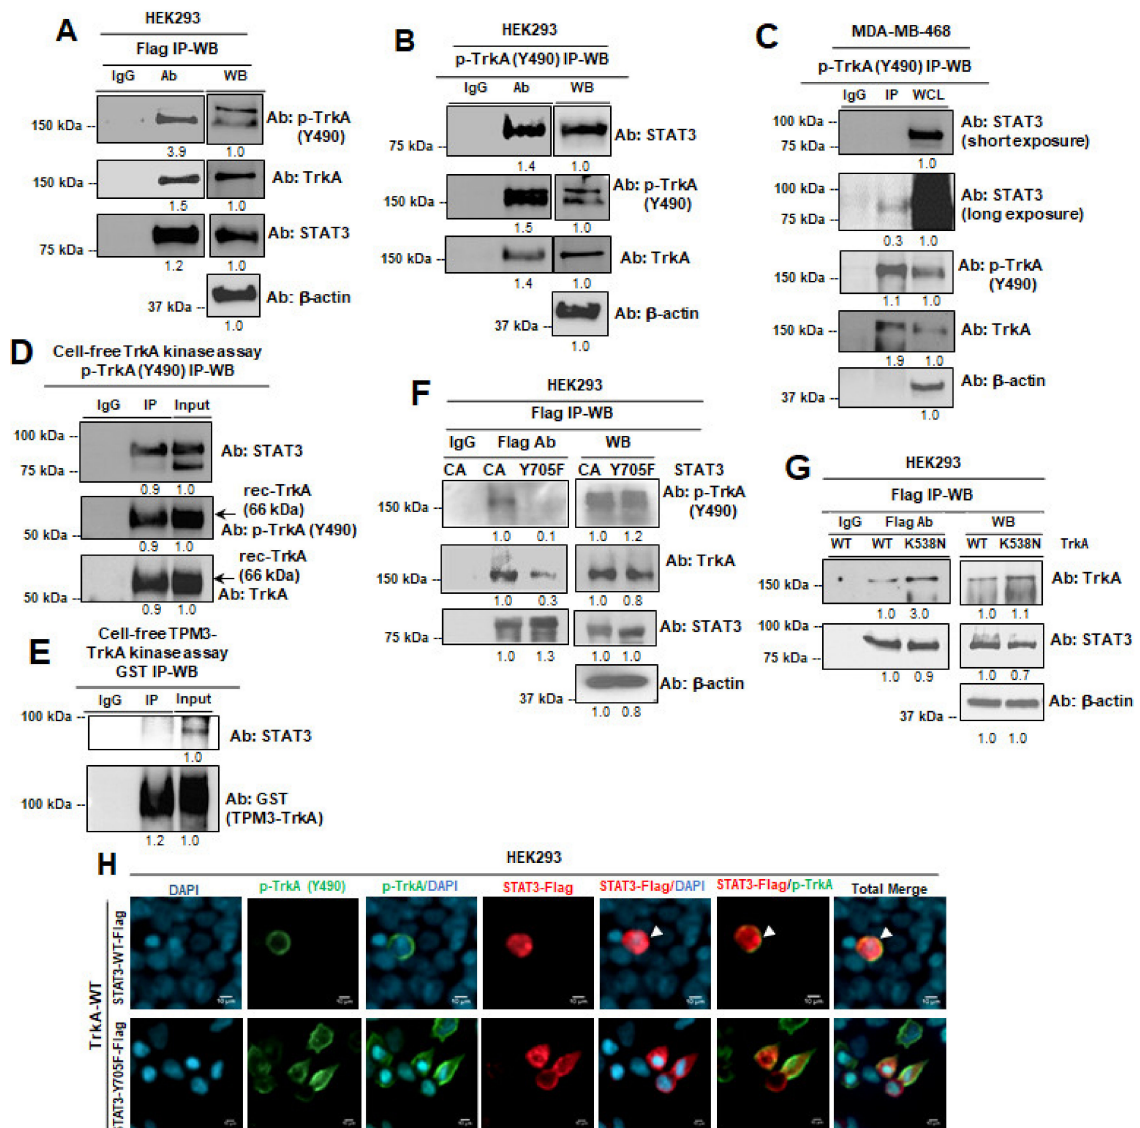 A
HEK293
Flag IP-WB
IgG Ab WB
150 kDa --
Ab: p-TrkA
(Y490)
3.9 1.0
150 kDa --
Ab: TrkA
1.5 1.0
75 kDa --
Ab: STAT3
1.2 1.0
37 kDa --
Ab: β-actin
1.0
B
HEK293
p-TrkA (Y490) IP-WB
IgG Ab WB
75 kDa --
Ab: STAT3
1.4 1.0
150 kDa --
Ab: p-TrkA
(Y490)
1.5 1.0
150 kDa --
Ab: TrkA
1.4 1.0
37 kDa --
Ab: β-actin
1.0
C
MDA-MB-468
p-TrkA (Y490) IP-WB
IgG IP WCL
100 kDa --
75 kDa --
Ab: STAT3
(short exposure)
1.0
100 kDa --
75 kDa --
Ab: STAT3
(long exposure)
0.3 1.0
150 kDa --
Ab: p-TrkA
(Y490)
1.1 1.0
150 kDa --
Ab: TrkA
1.9 1.0
37 kDa --
Ab: β-actin
1.0
D
Cell-free TrkA kinase assay
p-TrkA (Y490) IP-WB
IgG IP Input
100 kDa --
75 kDa --
Ab: STAT3
0.9 1.0
rec-TrkA
(66 kDa)
50 kDa --
Ab: p-TrkA (Y490)
0.9 1.0
rec-TrkA
(66 kDa)
50 kDa --
Ab: TrkA
0.9 1.0
E
Cell-free TPM3-
TrkA kinase assay
GST IP-WB
IgG IP Input
100 kDa --
Ab: STAT3
1.0
100 kDa --
Ab: GST
(TPM3-TrkA)
1.2 1.0
F
HEK293
Flag IP-WB
IgG Flag Ab WB
CA CA Y705F CA Y705F STAT3
150 kDa --
Ab: p-TrkA
(Y490)
1.0 0.1 1.0 1.2
150 kDa --
Ab: TrkA
1.0 0.3 1.0 0.8
75 kDa --
Ab: STAT3
1.0 1.3 1.0 1.0
37 kDa --
Ab: β-actin
1.0 0.8
G
HEK293
Flag IP-WB
IgG Flag Ab WB
WT WT K538N WT K538N TrkA
150 kDa --
Ab: TrkA
1.0 3.0 1.0 1.1
100 kDa --
75 kDa --
Ab: STAT3
1.0 0.9 1.0 0.7
37 kDa --
Ab: β-actin
1.0 1.0
H
HEK293
DAPI p-TrkA (Y490) p-TrkA/DAPI STAT3-Flag STAT3-Flag/DAPI STAT3-Flag/p-TrkA Total Merge
TrkA-WT
STAT3-WT-Flag
10 μm 10 μm 10 μm 10 μm 10 μm 10 μm 10 μm
STAT3-Y705F-Flag